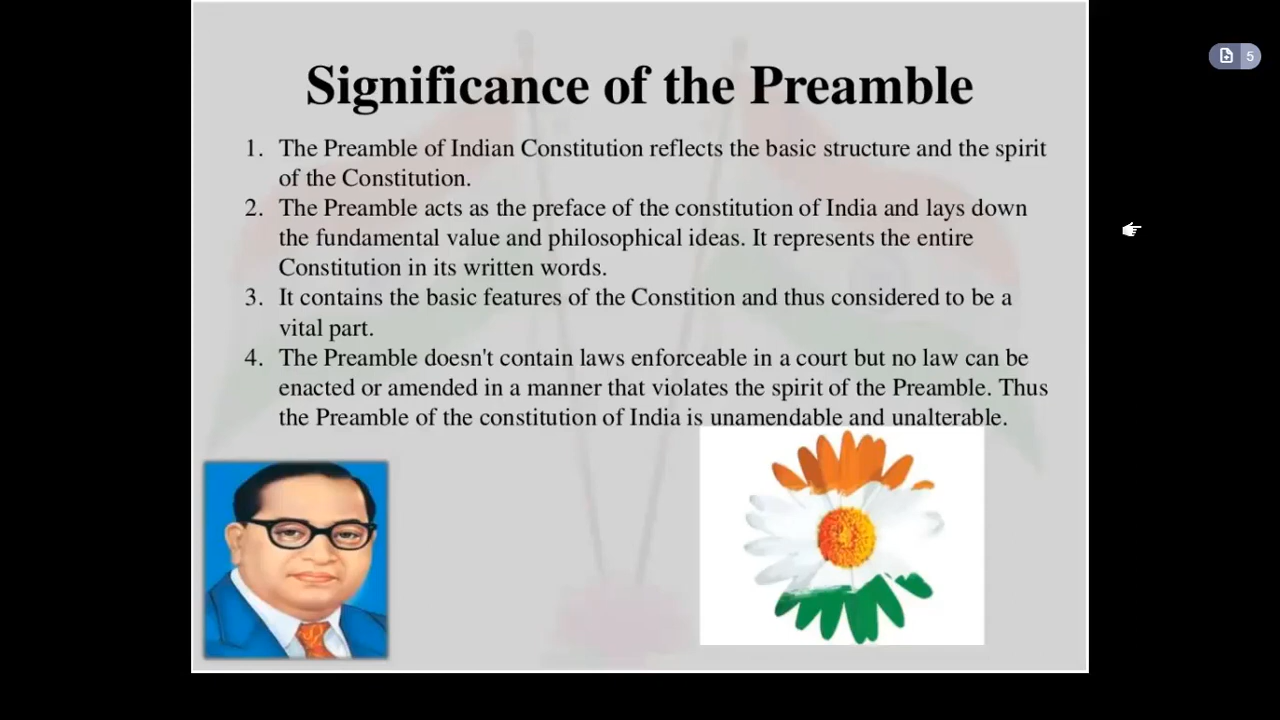 Significance of the Preamble
1. The Preamble of Indian Constitution reflects the basic structure and the spirit
of the Constitution.
2. The Preamble acts as the preface of the constitution of India and lays down
the fundamental value and philosophical ideas. It represents the entire
Constitution in its written words.
3. It contains the basic features of the Constition and thus considered to be a
vital part.
4. The Preamble doesn't contain laws enforceable in a court but no law can be
enacted or amended in a manner that violates the spirit of the Preamble. Thus
the Preamble of the constitution of India is unamendable and unalterable.
5